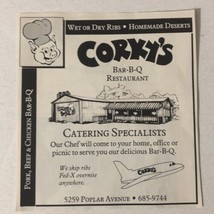 WET OR DRY RIBS • HOMEMADE DESERTS
CORKY'S
BAR-B-Q
RESTAURANT
CATERING SPECIALISTS
Our Chef will come to your home, office or
picnic to serve you our delicious Bar-B-Q.
We ship ribs
Fed-X overnite
anywhere.
CORKY'S
5259 POPLAR AVENUE • 685-9744
PORK, BEEF & CHICKEN BAR-B-Q